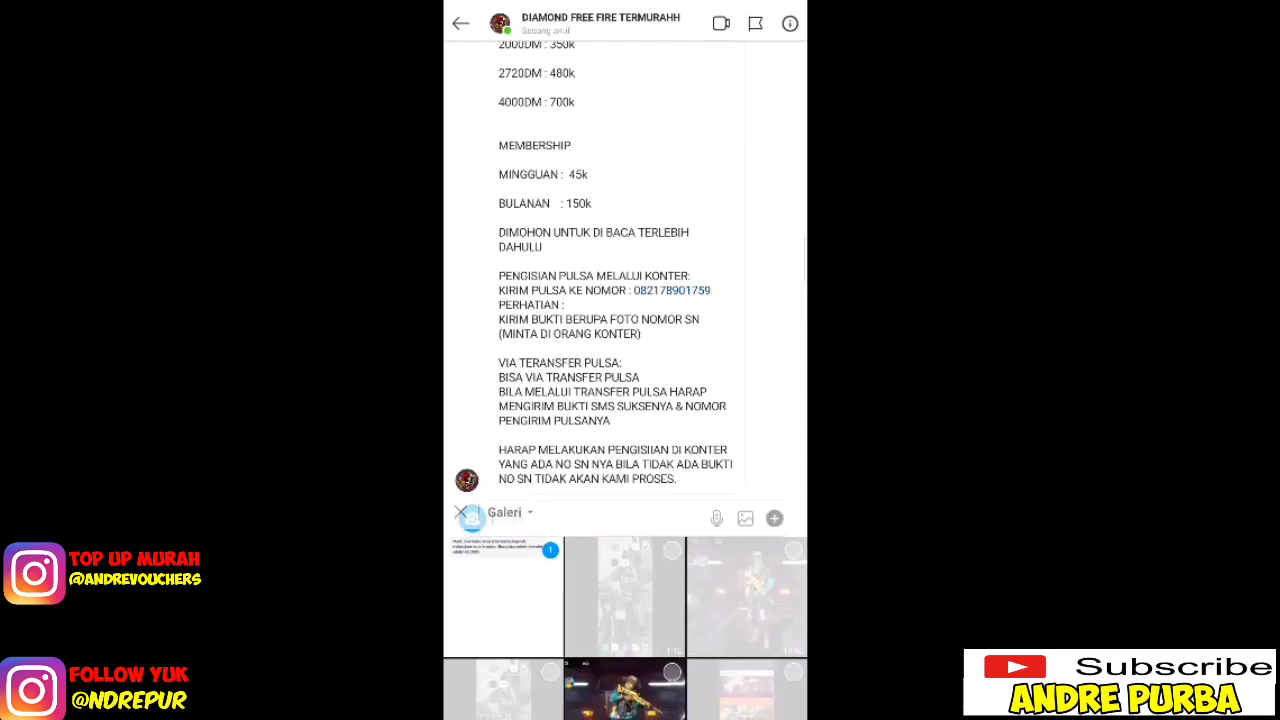 DIAMOND FREE FIRE TERMURAHH
Sedang aktif
2000DM : 350k
2720DM : 480k
4000DM : 700k
MEMBERSHIP
MINGGUAN : 45k
BULANAN : 150k
DIMOHON UNTUK DI BACA TERLEBIH
DAHULU
PENGISIAN PULSA MELALUI KONTER:
KIRIM PULSA KE NOMOR : 082178901759
PERHATIAN :
KIRIM BUKTI BERUPA FOTO NOMOR SN
(MINTA DI ORANG KONTER)
VIA TERANSFER PULSA:
BISA VIA TRANSFER PULSA
BILA MELALUI TRANSFER PULSA HARAP
MENGIRIM BUKTI SMS SUKSENYA & NOMOR
PENGIRIM PULSANYA
HARAP MELAKUKAN PENGISIIAN DI KONTER
YANG ADA NO SN NYA BILA TIDAK ADA BUKTI
NO SN TIDAK AKAN KAMI PROSES.
Galeri
1
TOP UP MURAH
@ANDREVOUCHERS
FOLLOW YUK
@NDREPUR
Subscribe
ANDRE PURBA